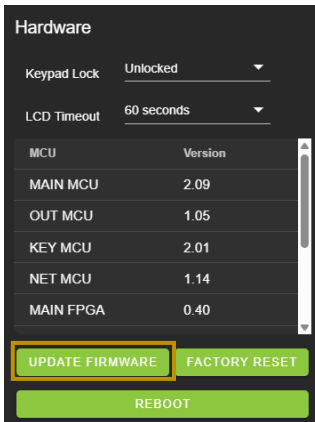 Hardware
Keypad Lock Unlocked
LCD Timeout 60 seconds
MCU Version
MAIN MCU 2.09
OUT MCU 1.05
KEY MCU 2.01
NET MCU 1.14
MAIN FPGA 0.40
UPDATE FIRMWARE FACTORY RESET
REBOOT